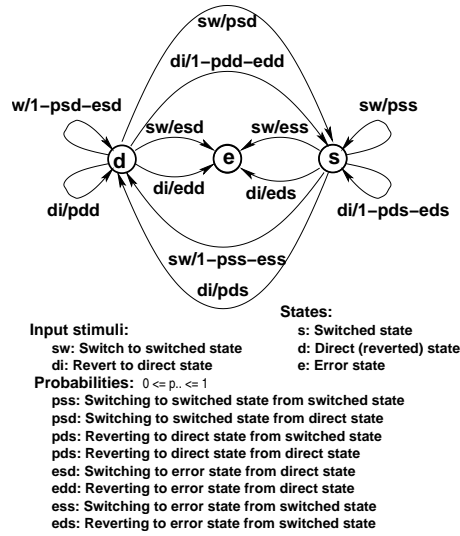 sw/psd
di/1-pdd-edd
w/1-psd-esd
sw/pss
sw/esd
sw/ess
d
e
s
di/edd
di/eds
di/pdd
di/1-pds-eds
sw/1-pss-ess
di/pds
States:
Input stimuli:
s: Switched state
sw: Switch to switched state
d: Direct (reverted) state
di: Revert to direct state
e: Error state
Probabilities: 0 <= p.. <= 1
pss: Switching to switched state from switched state
psd: Switching to switched state from direct state
pds: Reverting to direct state from switched state
pds: Reverting to direct state from direct state
esd: Switching to error state from direct state
edd: Reverting to error state from direct state
ess: Switching to error state from switched state
eds: Reverting to error state from switched state